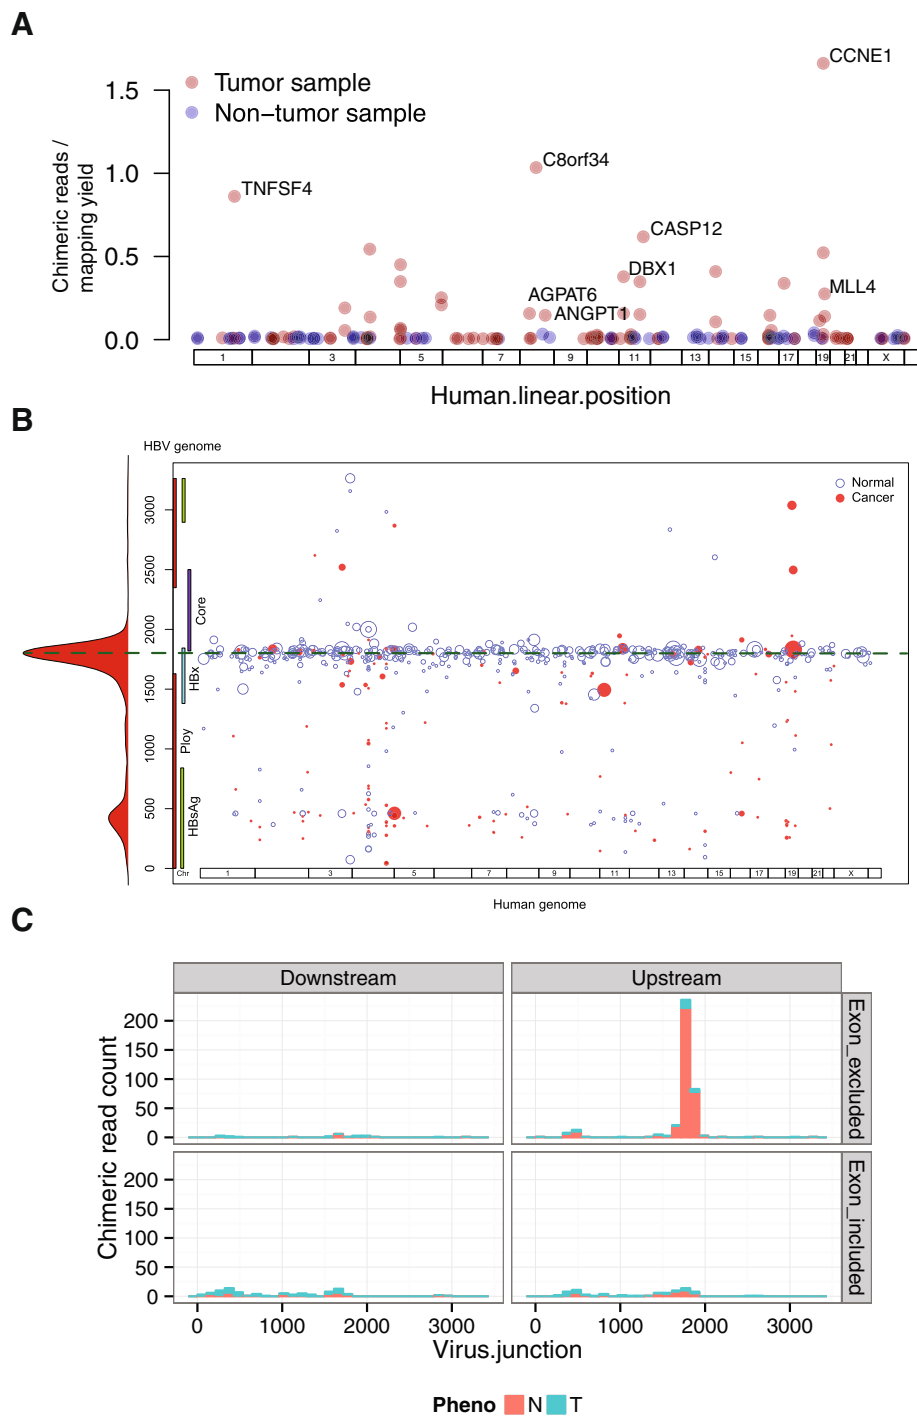 A
CCNE1
1.5
Tumor sample
Non−tumor sample
Chimeric reads /
mapping yield
1.0
C8orf34
TNFSF4
CASP12
0.5
DBX1
AGPAT6
MLL4
ANGPT1
0.0
1 3 5 7 9 11 13 15 17 19 21 X
Human.linear.position
B
HBV genome
Normal
Cancer
3000
2500
2000
1500
1000
500
0
Core
HBx
Ploy
HBsAg
Chr 1 3 5 7 9 11 13 15 17 19 21 X
Human genome
C
Downstream Upstream
Chimeric read count
200
150
100
50
0
Exon_excluded
200
150
100
50
0
Exon_included
0 1000 2000 3000 0 1000 2000 3000
Virus.junction
Pheno N T